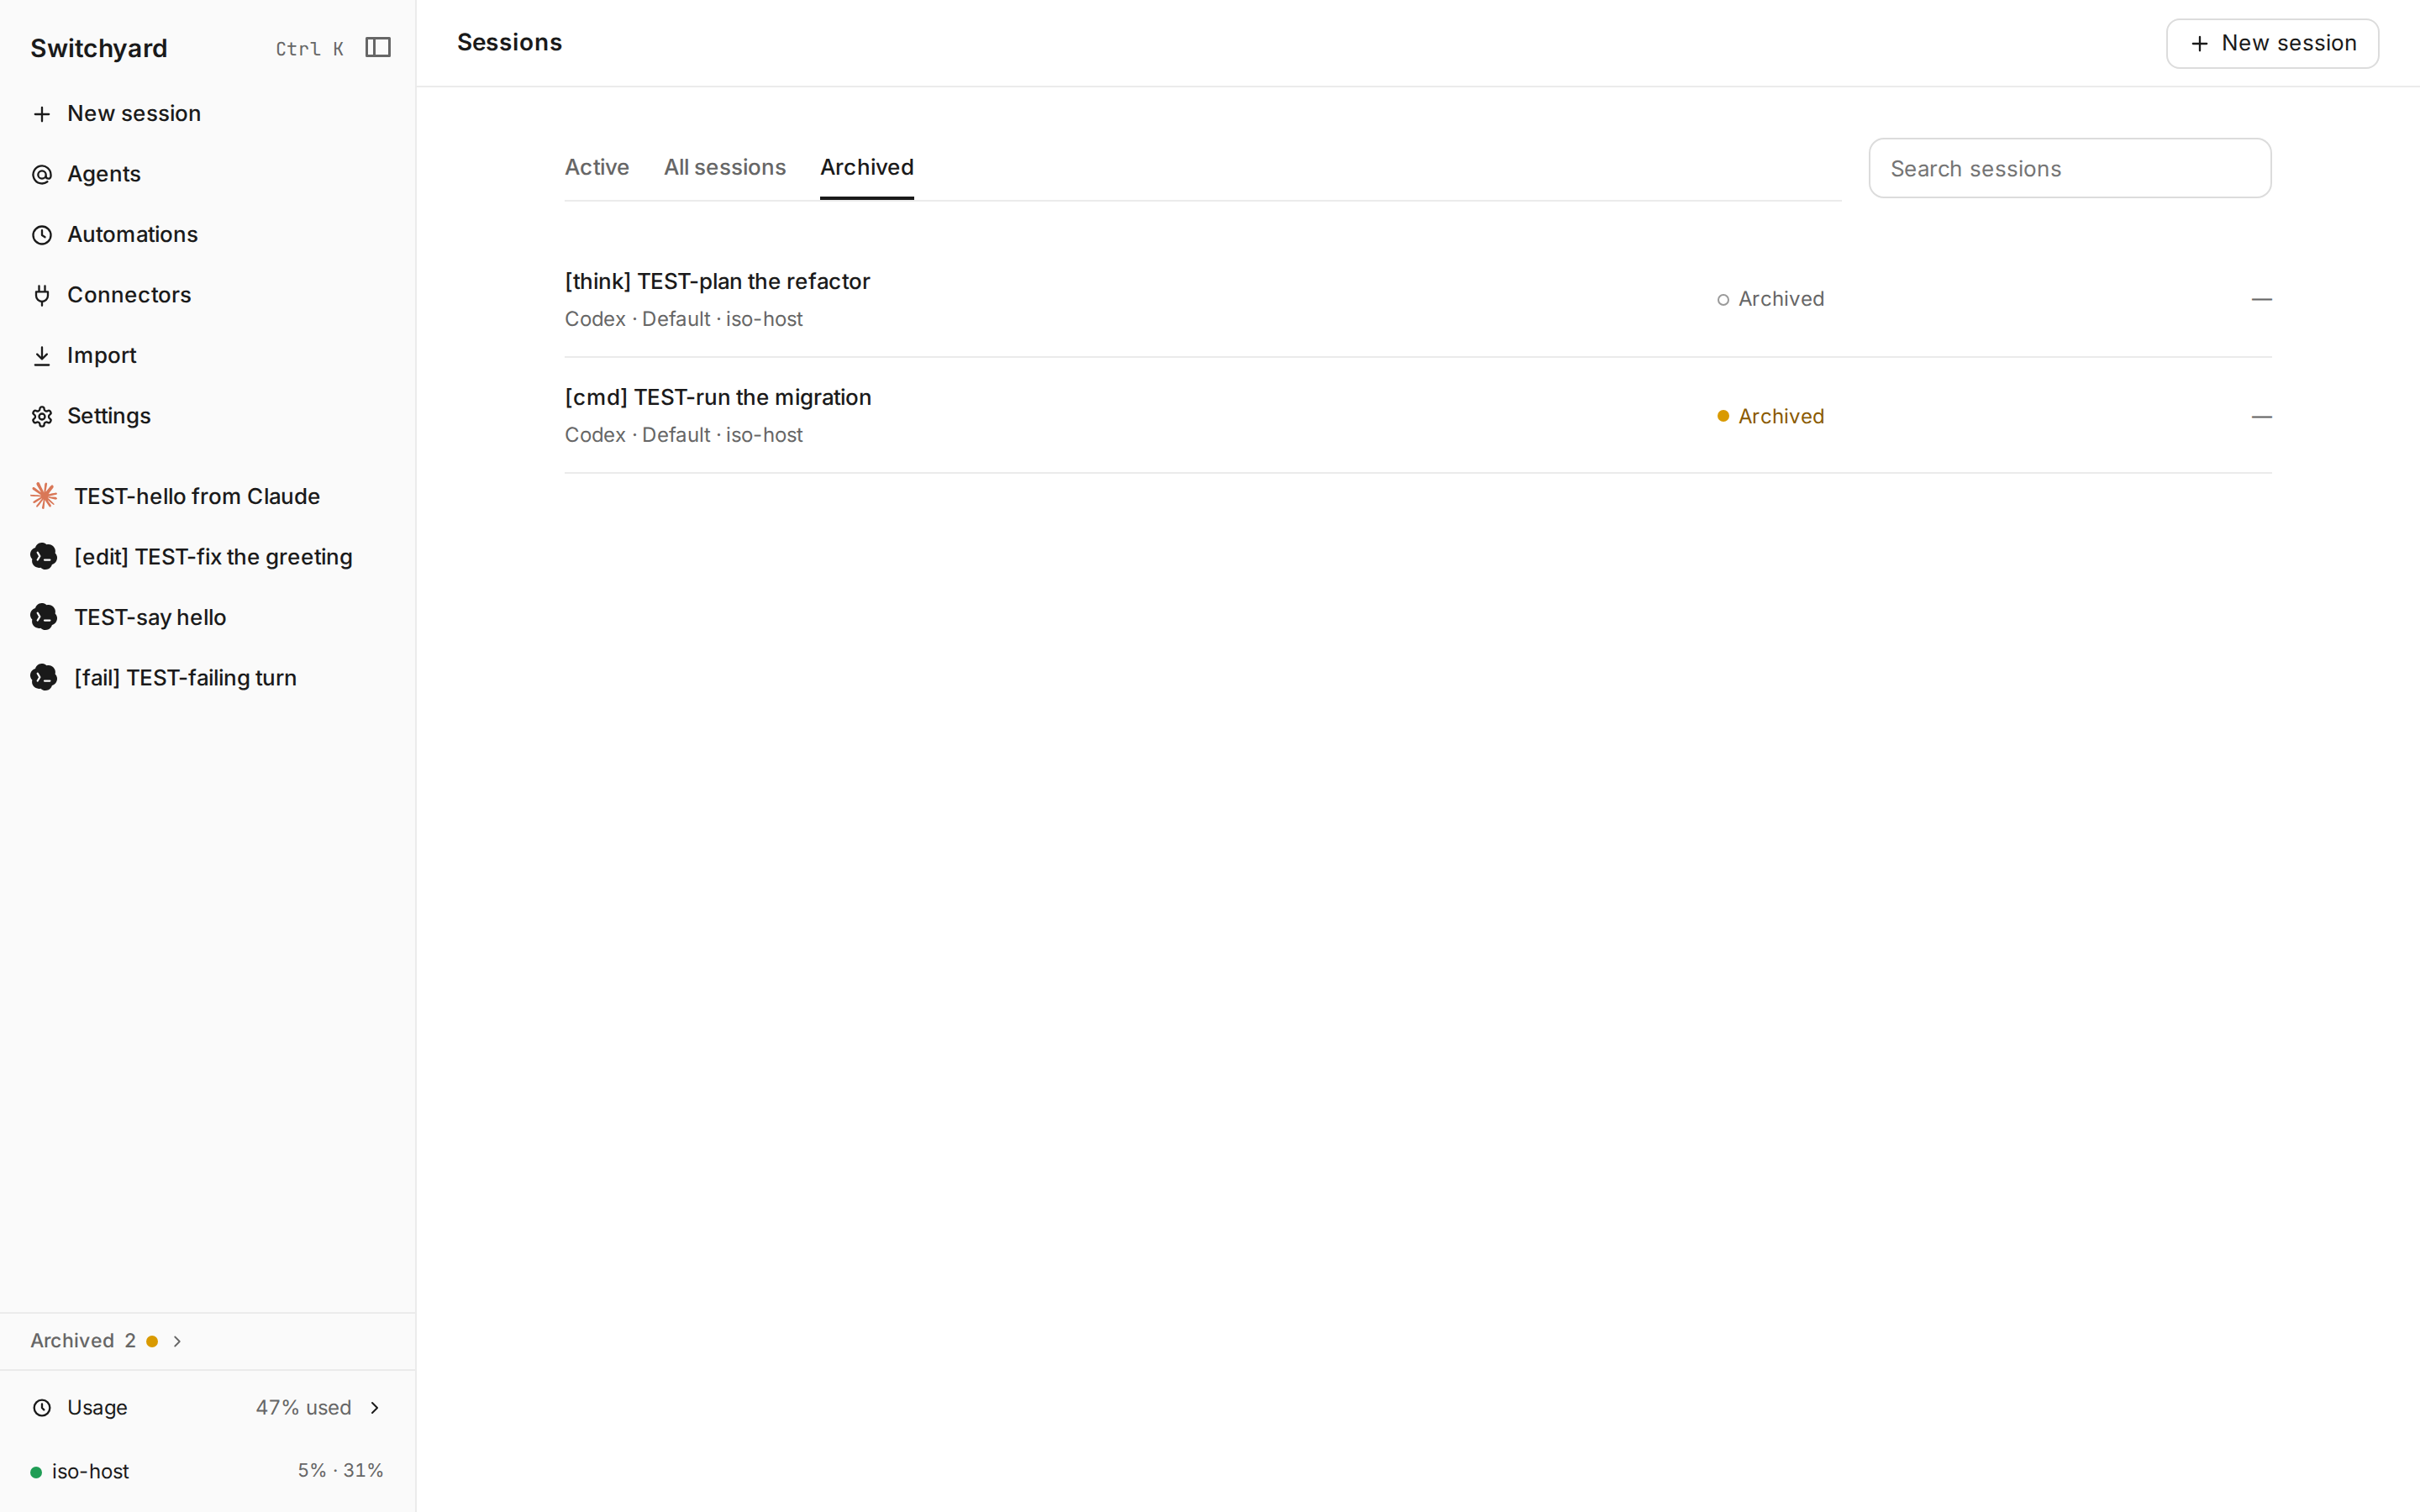 Switchyard Ctrl K
New session
Agents
Automations
Connectors
Import
Settings
TEST-hello from Claude
[edit] TEST-fix the greeting
TEST-say hello
[fail] TEST-failing turn
Archived 2
Usage 47% used
iso-host 5% · 31%
Sessions
New session
Active All sessions Archived
Search sessions
[think] TEST-plan the refactor
Codex · Default · iso-host
Archived —
[cmd] TEST-run the migration
Codex · Default · iso-host
Archived —